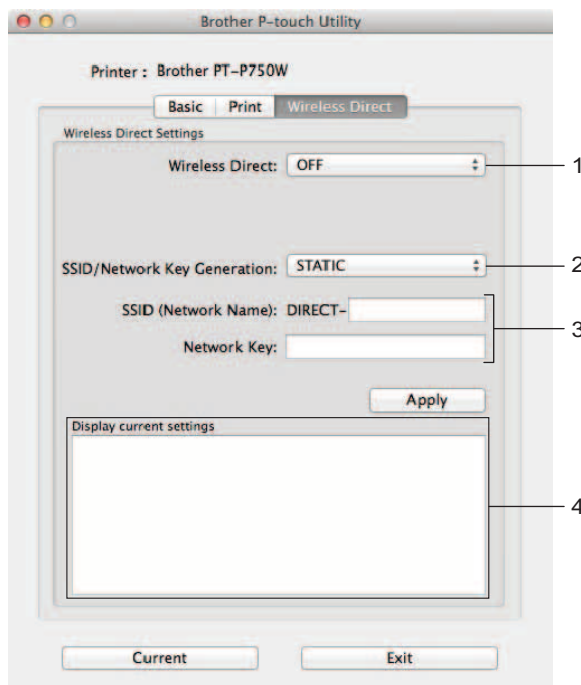 Brother P-touch Utility
Printer : Brother PT-P750W
Basic Print Wireless Direct
Wireless Direct Settings
Wireless Direct: OFF 1
SSID/Network Key Generation: STATIC 2
SSID (Network Name): DIRECT-
3
Network Key:
Apply
Display current settings
4
Current Exit